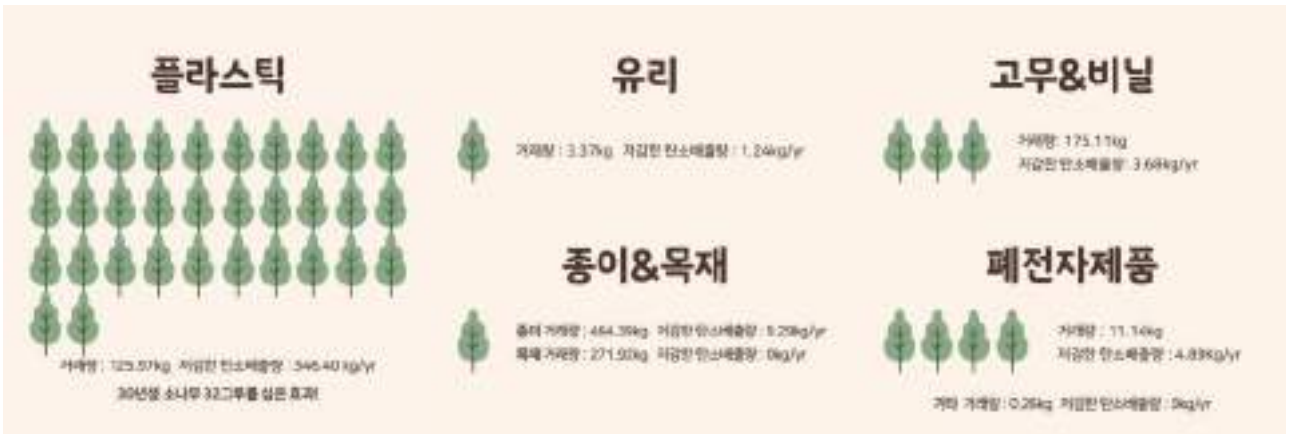 플라스틱
거래량 : 125.97kg 저감한 탄소배출량 : 346.40 kg/yr
30년생 소나무 32그루를 심은 효과!
유리
거래량 : 3.37kg 저감한 탄소배출량 : 1.24kg/yr
고무&비닐
거래량: 175.11kg
저감한 탄소배출량 : 3.68kg/yr
종이&목재
종이 거래량 : 464.39kg 저감한 탄소배출량 : 5.29kg/yr
목재 거래량 : 271.92kg 저감한 탄소배출량 : 0kg/yr
폐전자제품
거래량 : 11.14kg
저감한 탄소배출량 : 4.89kg/yr
기타 거래량 : 0.26kg 저감한 탄소배출량 : 0kg/yr